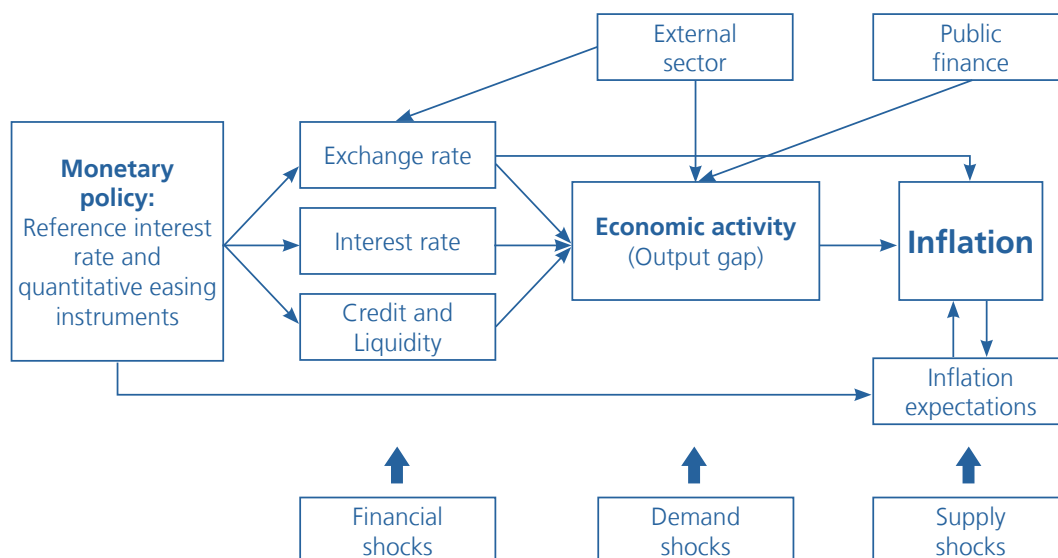 External
sector
Public
finance
Monetary
policy:
Reference interest
rate and
quantitative easing
instruments
Exchange rate
Interest rate
Credit and
Liquidity
Economic activity
(Output gap)
Inflation
Inflation
expectations
Financial
shocks
Demand
shocks
Supply
shocks